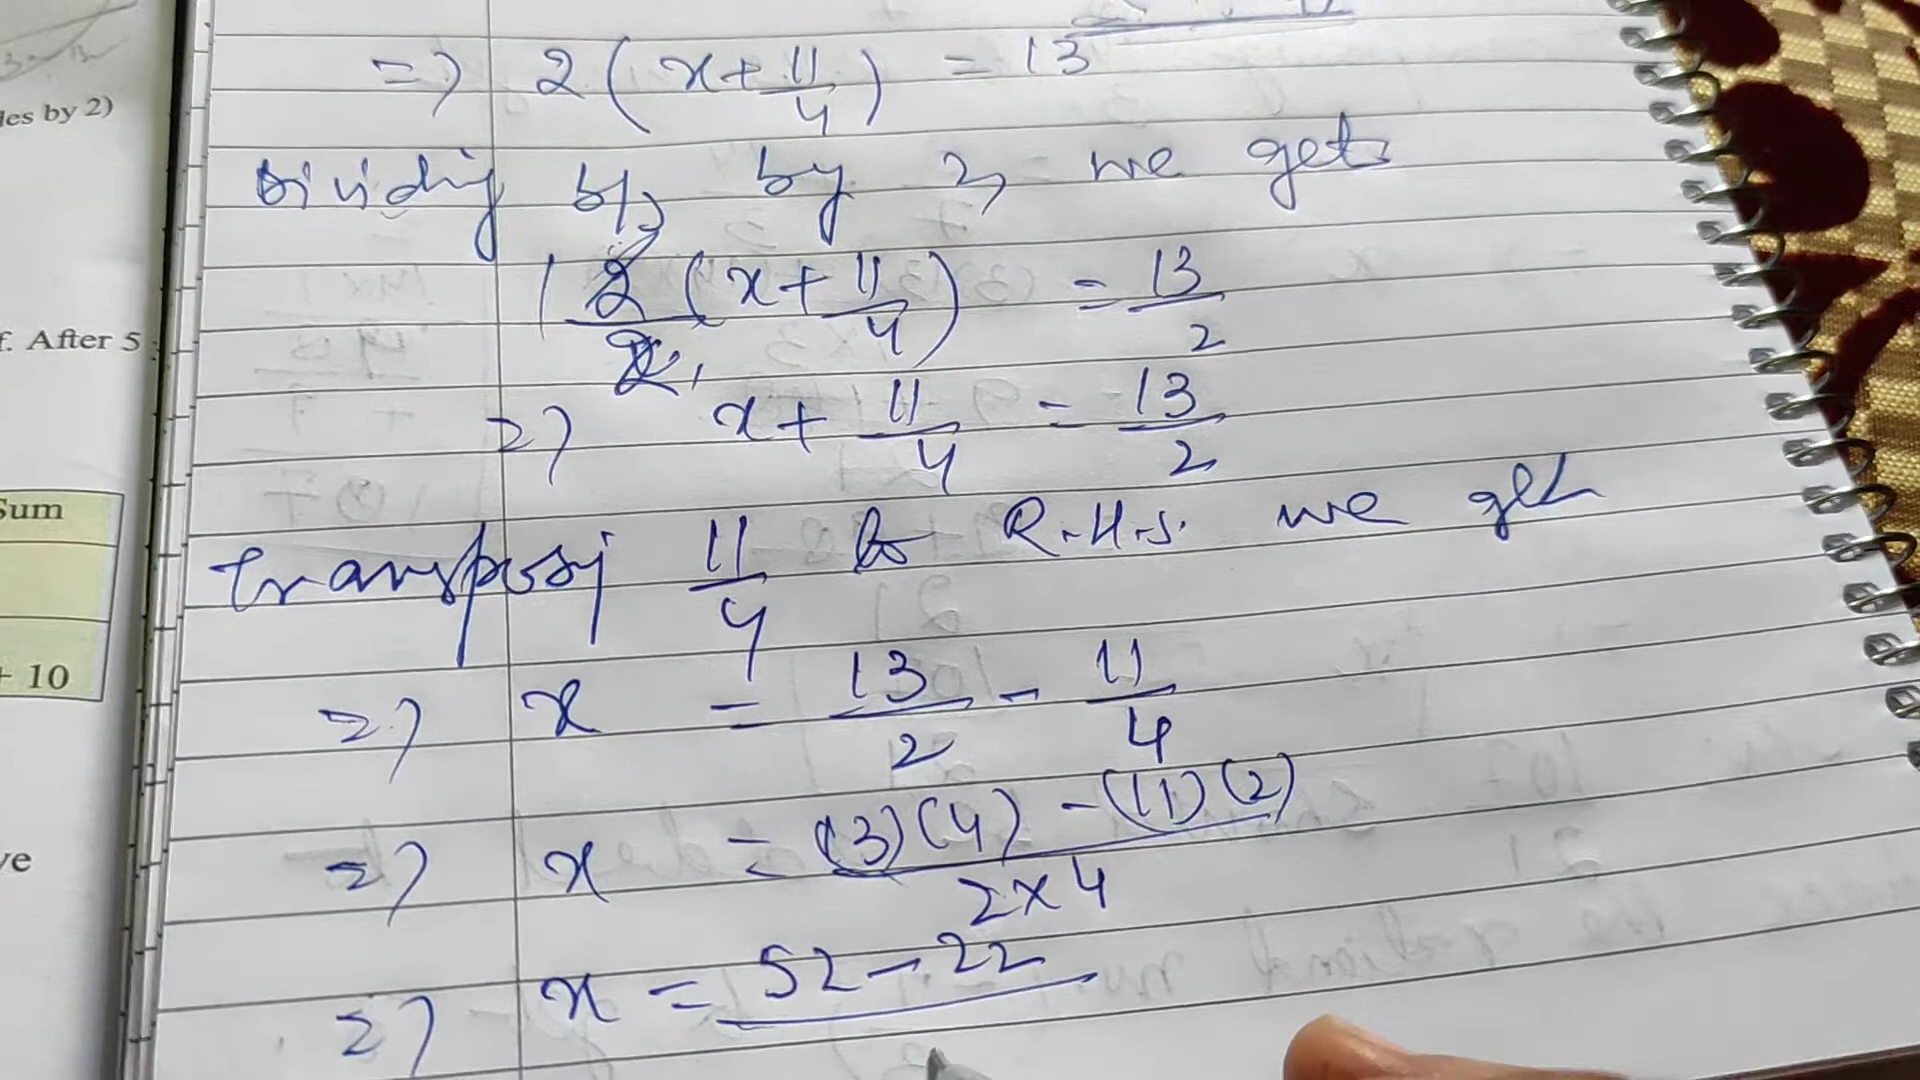 => 2 ( x + 11/4 ) = 13
les by 2)
Dividing b/s by 2, we get
2/2 ( x + 11/4 ) = 13/2
f. After 5
=> x + 11/4 = 13/2
Sum
transposi 11/4 to R.H.S. we get
+ 10
=> x = 13/2 - 11/4
=> x = (13)(4) - (11)(2) / 2×4
ve
=> x = 52 - 22